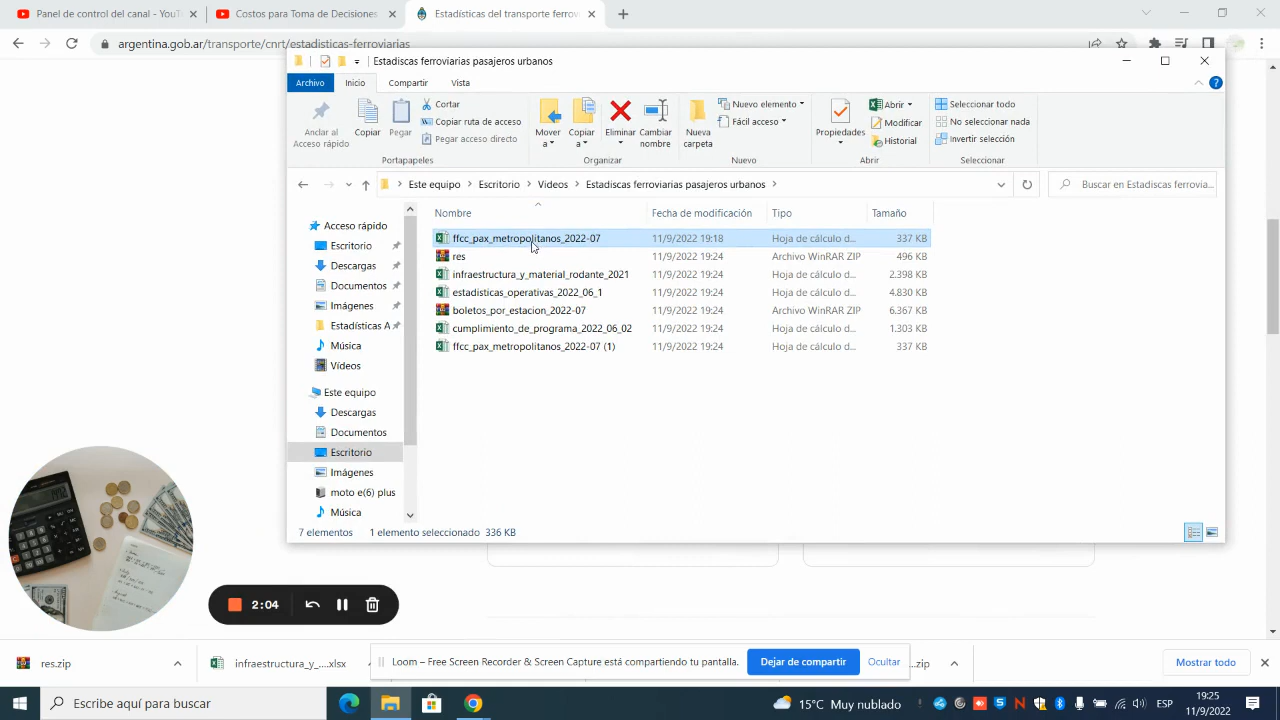 Panel de control del canal - YouT
Costos para Toma de Decisiones
Estadísticas del transporte ferrov
argentina.gob.ar/transporte/cnrt/estadisticas-ferroviarias
Estadiscas ferroviarias pasajeros urbanos
Archivo
Inicio
Compartir
Vista
Anclar al
Acceso rápido
Copiar
Pegar
Cortar
Copiar ruta de acceso
Pegar acceso directo
Portapapeles
Mover
a
Copiar
a
Eliminar
Cambiar
nombre
Organizar
Nueva
carpeta
Nuevo elemento
Fácil acceso
Nuevo
Propiedades
Abrir
Modificar
Historial
Abrir
Seleccionar todo
No seleccionar nada
Invertir selección
Seleccionar
Este equipo > Escritorio > Videos > Estadiscas ferroviarias pasajeros urbanos >
Buscar en Estadiscas ferrovia...
Nombre Fecha de modificación Tipo Tamaño
ffcc_pax_metropolitanos_2022-07 11/9/2022 19:18 Hoja de cálculo d... 337 KB
res 11/9/2022 19:24 Archivo WinRAR ZIP 496 KB
infraestructura_y_material_rodante_2021 11/9/2022 19:24 Hoja de cálculo d... 2.398 KB
estadisticas_operativas_2022_06_1 11/9/2022 19:24 Hoja de cálculo d... 4.830 KB
boletos_por_estacion_2022-07 11/9/2022 19:24 Archivo WinRAR ZIP 6.367 KB
cumplimiento_de_programa_2022_06_02 11/9/2022 19:24 Hoja de cálculo d... 1.303 KB
ffcc_pax_metropolitanos_2022-07 (1) 11/9/2022 19:24 Hoja de cálculo d... 337 KB
Acceso rápido
Escritorio
Descargas
Documentos
Imágenes
Estadísticas A
Música
Vídeos
Este equipo
Descargas
Documentos
Escritorio
Imágenes
moto e(6) plus
Música
7 elementos 1 elemento seleccionado 336 KB
2:04
res.zip
infraestructura_y_....xlsx
Loom – Free Screen Recorder & Screen Capture está compartiendo tu pantalla.
Dejar de compartir
Ocultar
...zip
Mostrar todo
Escribe aquí para buscar
15°C Muy nublado
ESP
19:25
11/9/2022